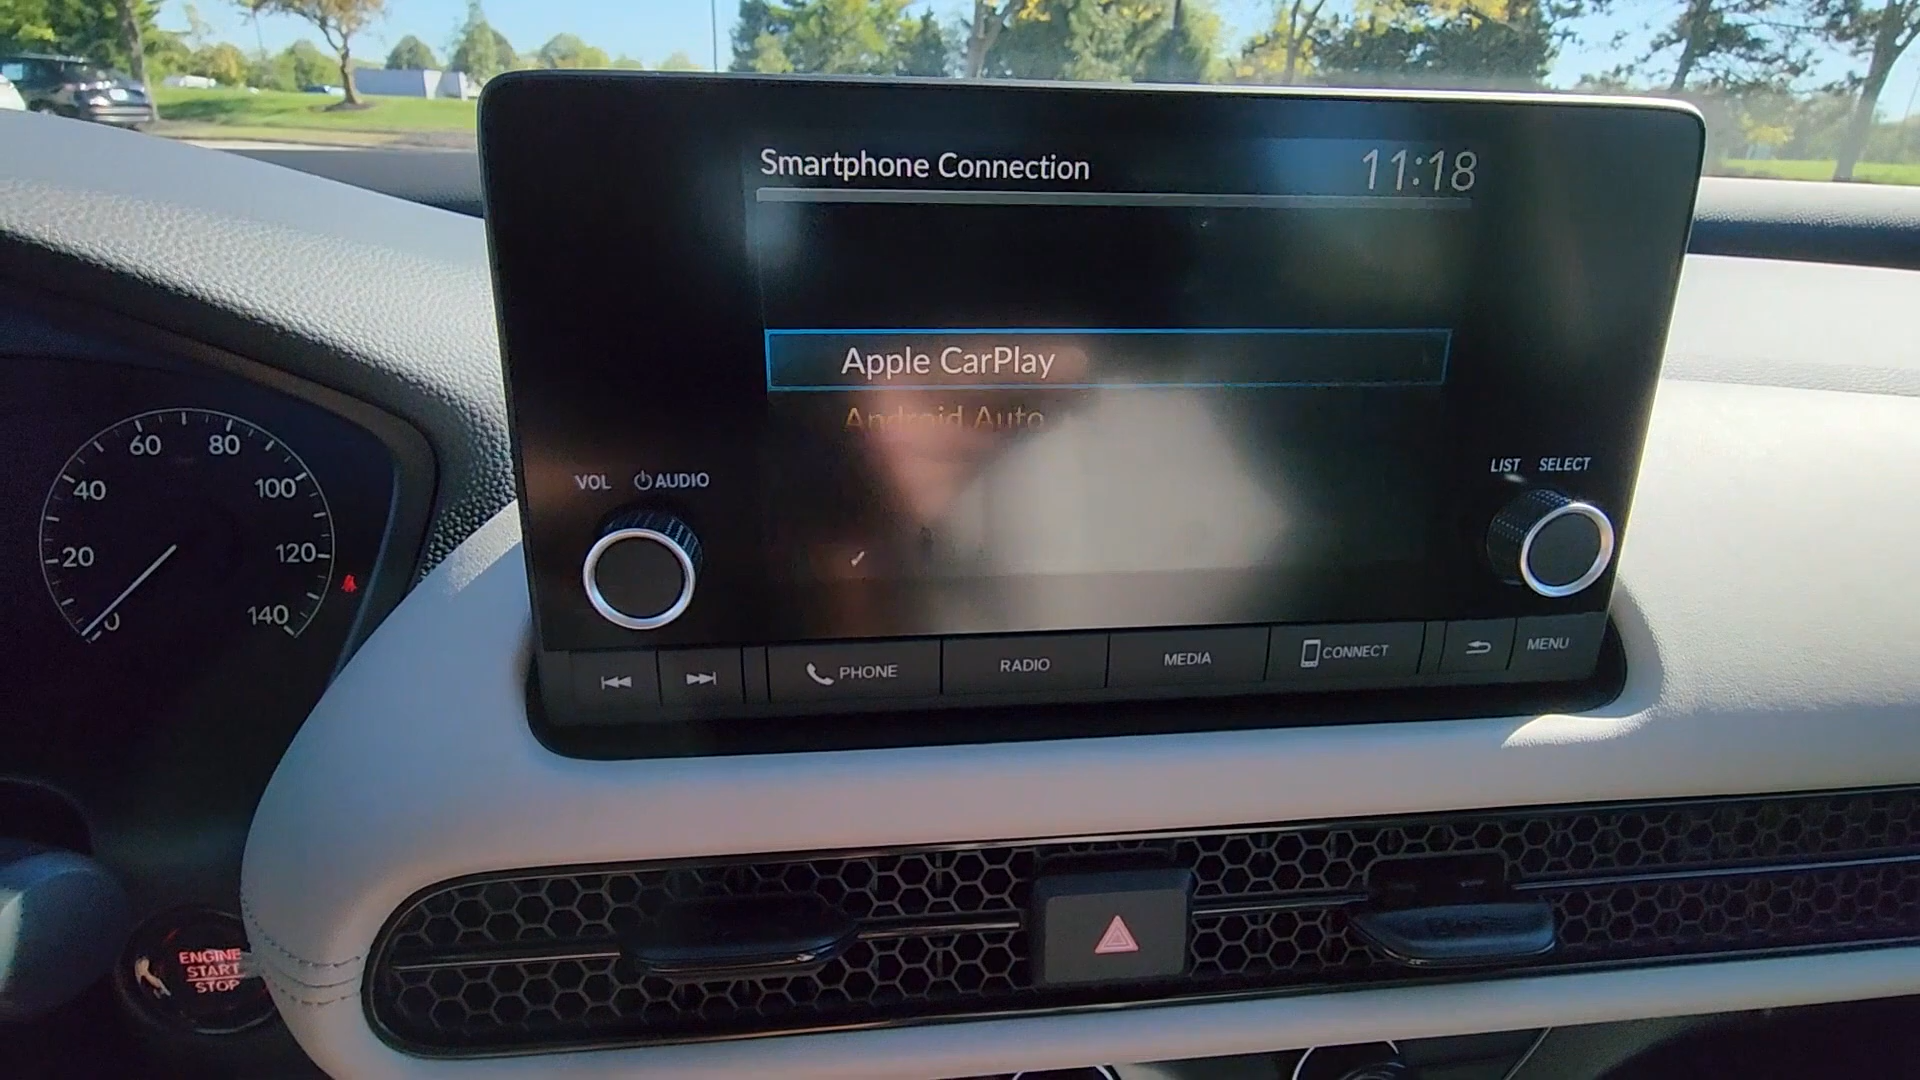 Smartphone Connection 11:18
Apple CarPlay
Android Auto
VOL AUDIO
LIST SELECT
PHONE RADIO MEDIA CONNECT MENU
0 20 40 60 80 100 120 140
ENGINE
START
STOP